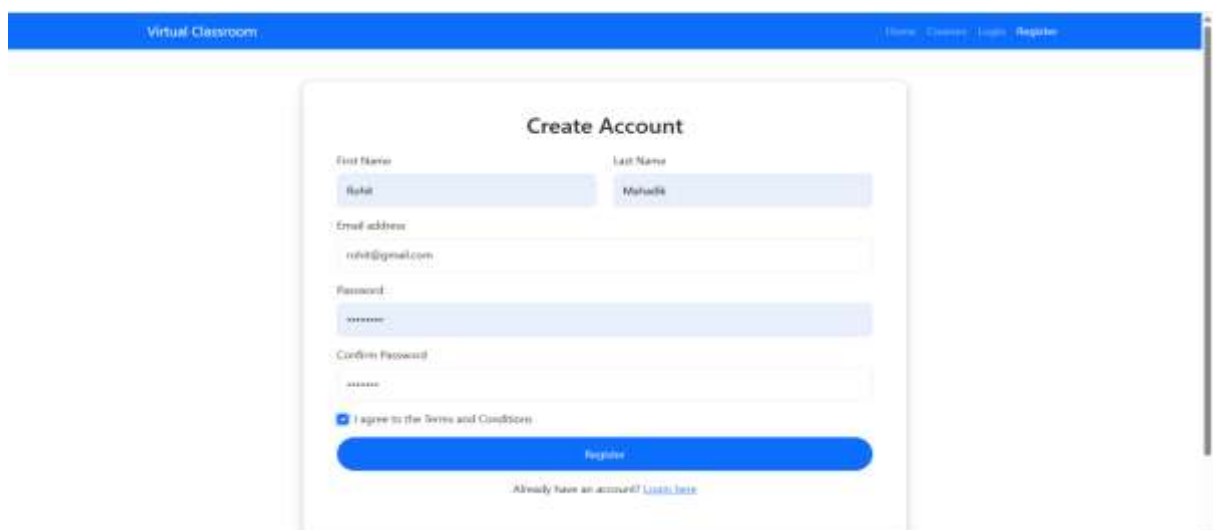 Virtual Classroom
Home Courses Login Register
Create Account
First Name Last Name
Rohit Mahadik
Email address
rohit@gmail.com
Password
•••••••••
Confirm Password
••••••••
I agree to the Terms and Conditions
Register
Already have an account? Login here